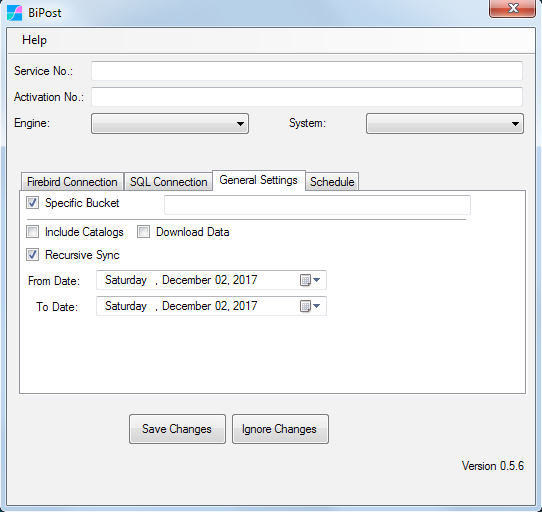 BiPost
Help
Service No.:
Activation No.:
Engine: System:
Firebird Connection SQL Connection General Settings Schedule
Specific Bucket
Include Catalogs Download Data
Recursive Sync
From Date: Saturday , December 02, 2017
To Date: Saturday , December 02, 2017
Save Changes Ignore Changes
Version 0.5.6